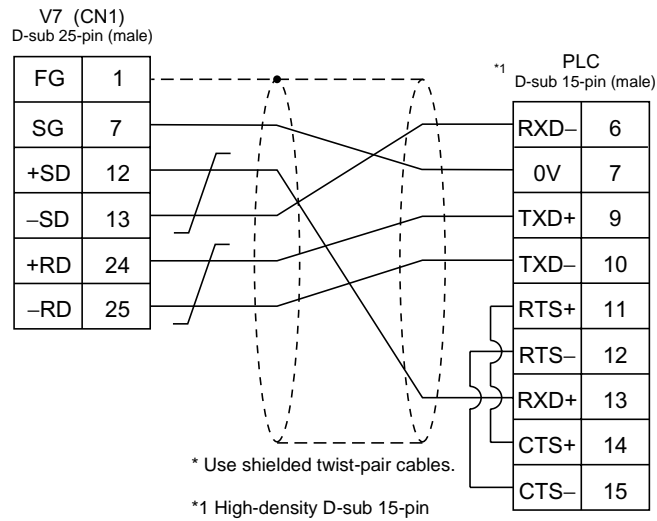 V7 (CN1)
D-sub 25-pin (male)
FG 1
SG 7
+SD 12
–SD 13
+RD 24
–RD 25
*1 PLC
D-sub 15-pin (male)
RXD– 6
0V 7
TXD+ 9
TXD– 10
RTS+ 11
RTS– 12
RXD+ 13
CTS+ 14
CTS– 15
* Use shielded twist-pair cables.
*1 High-density D-sub 15-pin